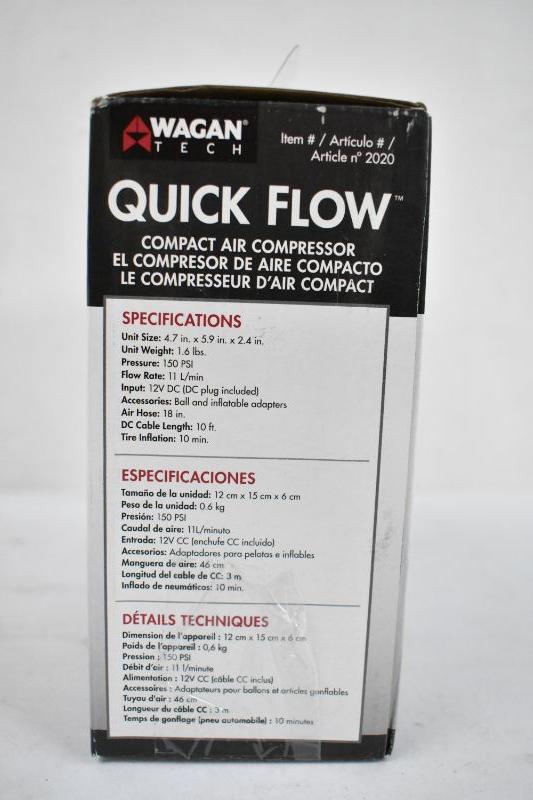 WAGAN®
TECH
Item # / Artículo # /
Article nº 2020
QUICK FLOW™
COMPACT AIR COMPRESSOR
EL COMPRESOR DE AIRE COMPACTO
LE COMPRESSEUR D'AIR COMPACT
SPECIFICATIONS
Unit Size: 4.7 in. x 5.9 in. x 2.4 in.
Unit Weight: 1.6 lbs.
Pressure: 150 PSI
Flow Rate: 11 L/min
Input: 12V DC (DC plug included)
Accessories: Ball and inflatable adapters
Air Hose: 18 in.
DC Cable Length: 10 ft.
Tire Inflation: 10 min.
ESPECIFICACIONES
Tamaño de la unidad: 12 cm x 15 cm x 6 cm
Peso de la unidad: 0.6 kg
Presión: 150 PSI
Caudal de aire: 11L/minuto
Entrada: 12V CC (enchufe CC incluido)
Accesorios: Adaptadores para pelotas e inflables
Manguera de aire: 46 cm
Longitud del cable de CC: 3 m
Inflado de neumáticos: 10 min.
DÉTAILS TECHNIQUES
Dimension de l'appareil : 12 cm x 15 cm x 6 cm
Poids de l'appareil : 0,6 kg
Pression : 150 PSI
Débit d'air : 11 l/minute
Alimentation : 12V CC (câble CC inclus)
Accessoires : Adaptateurs pour ballons et articles gonflables
Tuyau d'air : 46 cm
Longueur du câble CC : 3 m
Temps de gonflage (pneu automobile) : 10 minutes